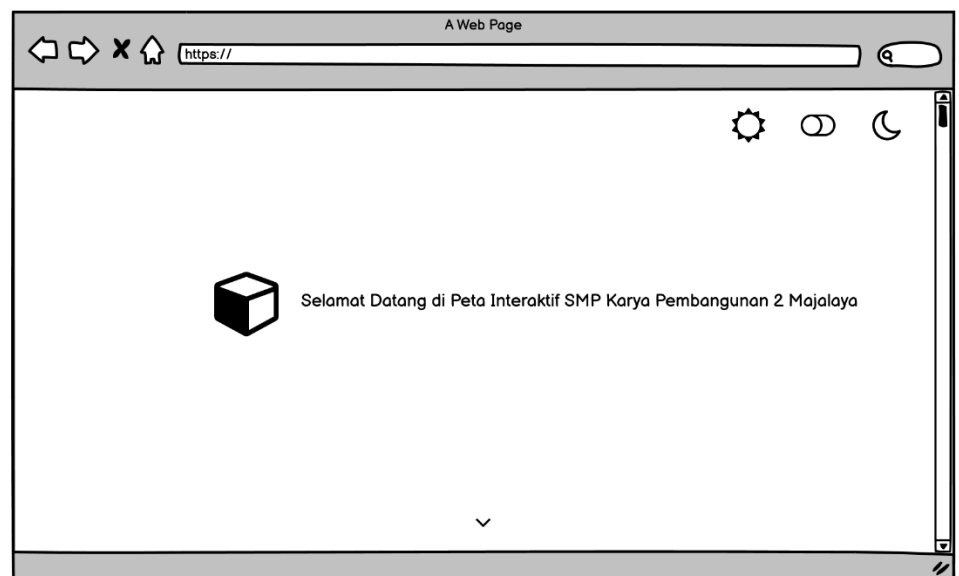 A Web Page
https://
Selamat Datang di Peta Interaktif SMP Karya Pembangunan 2 Majalaya